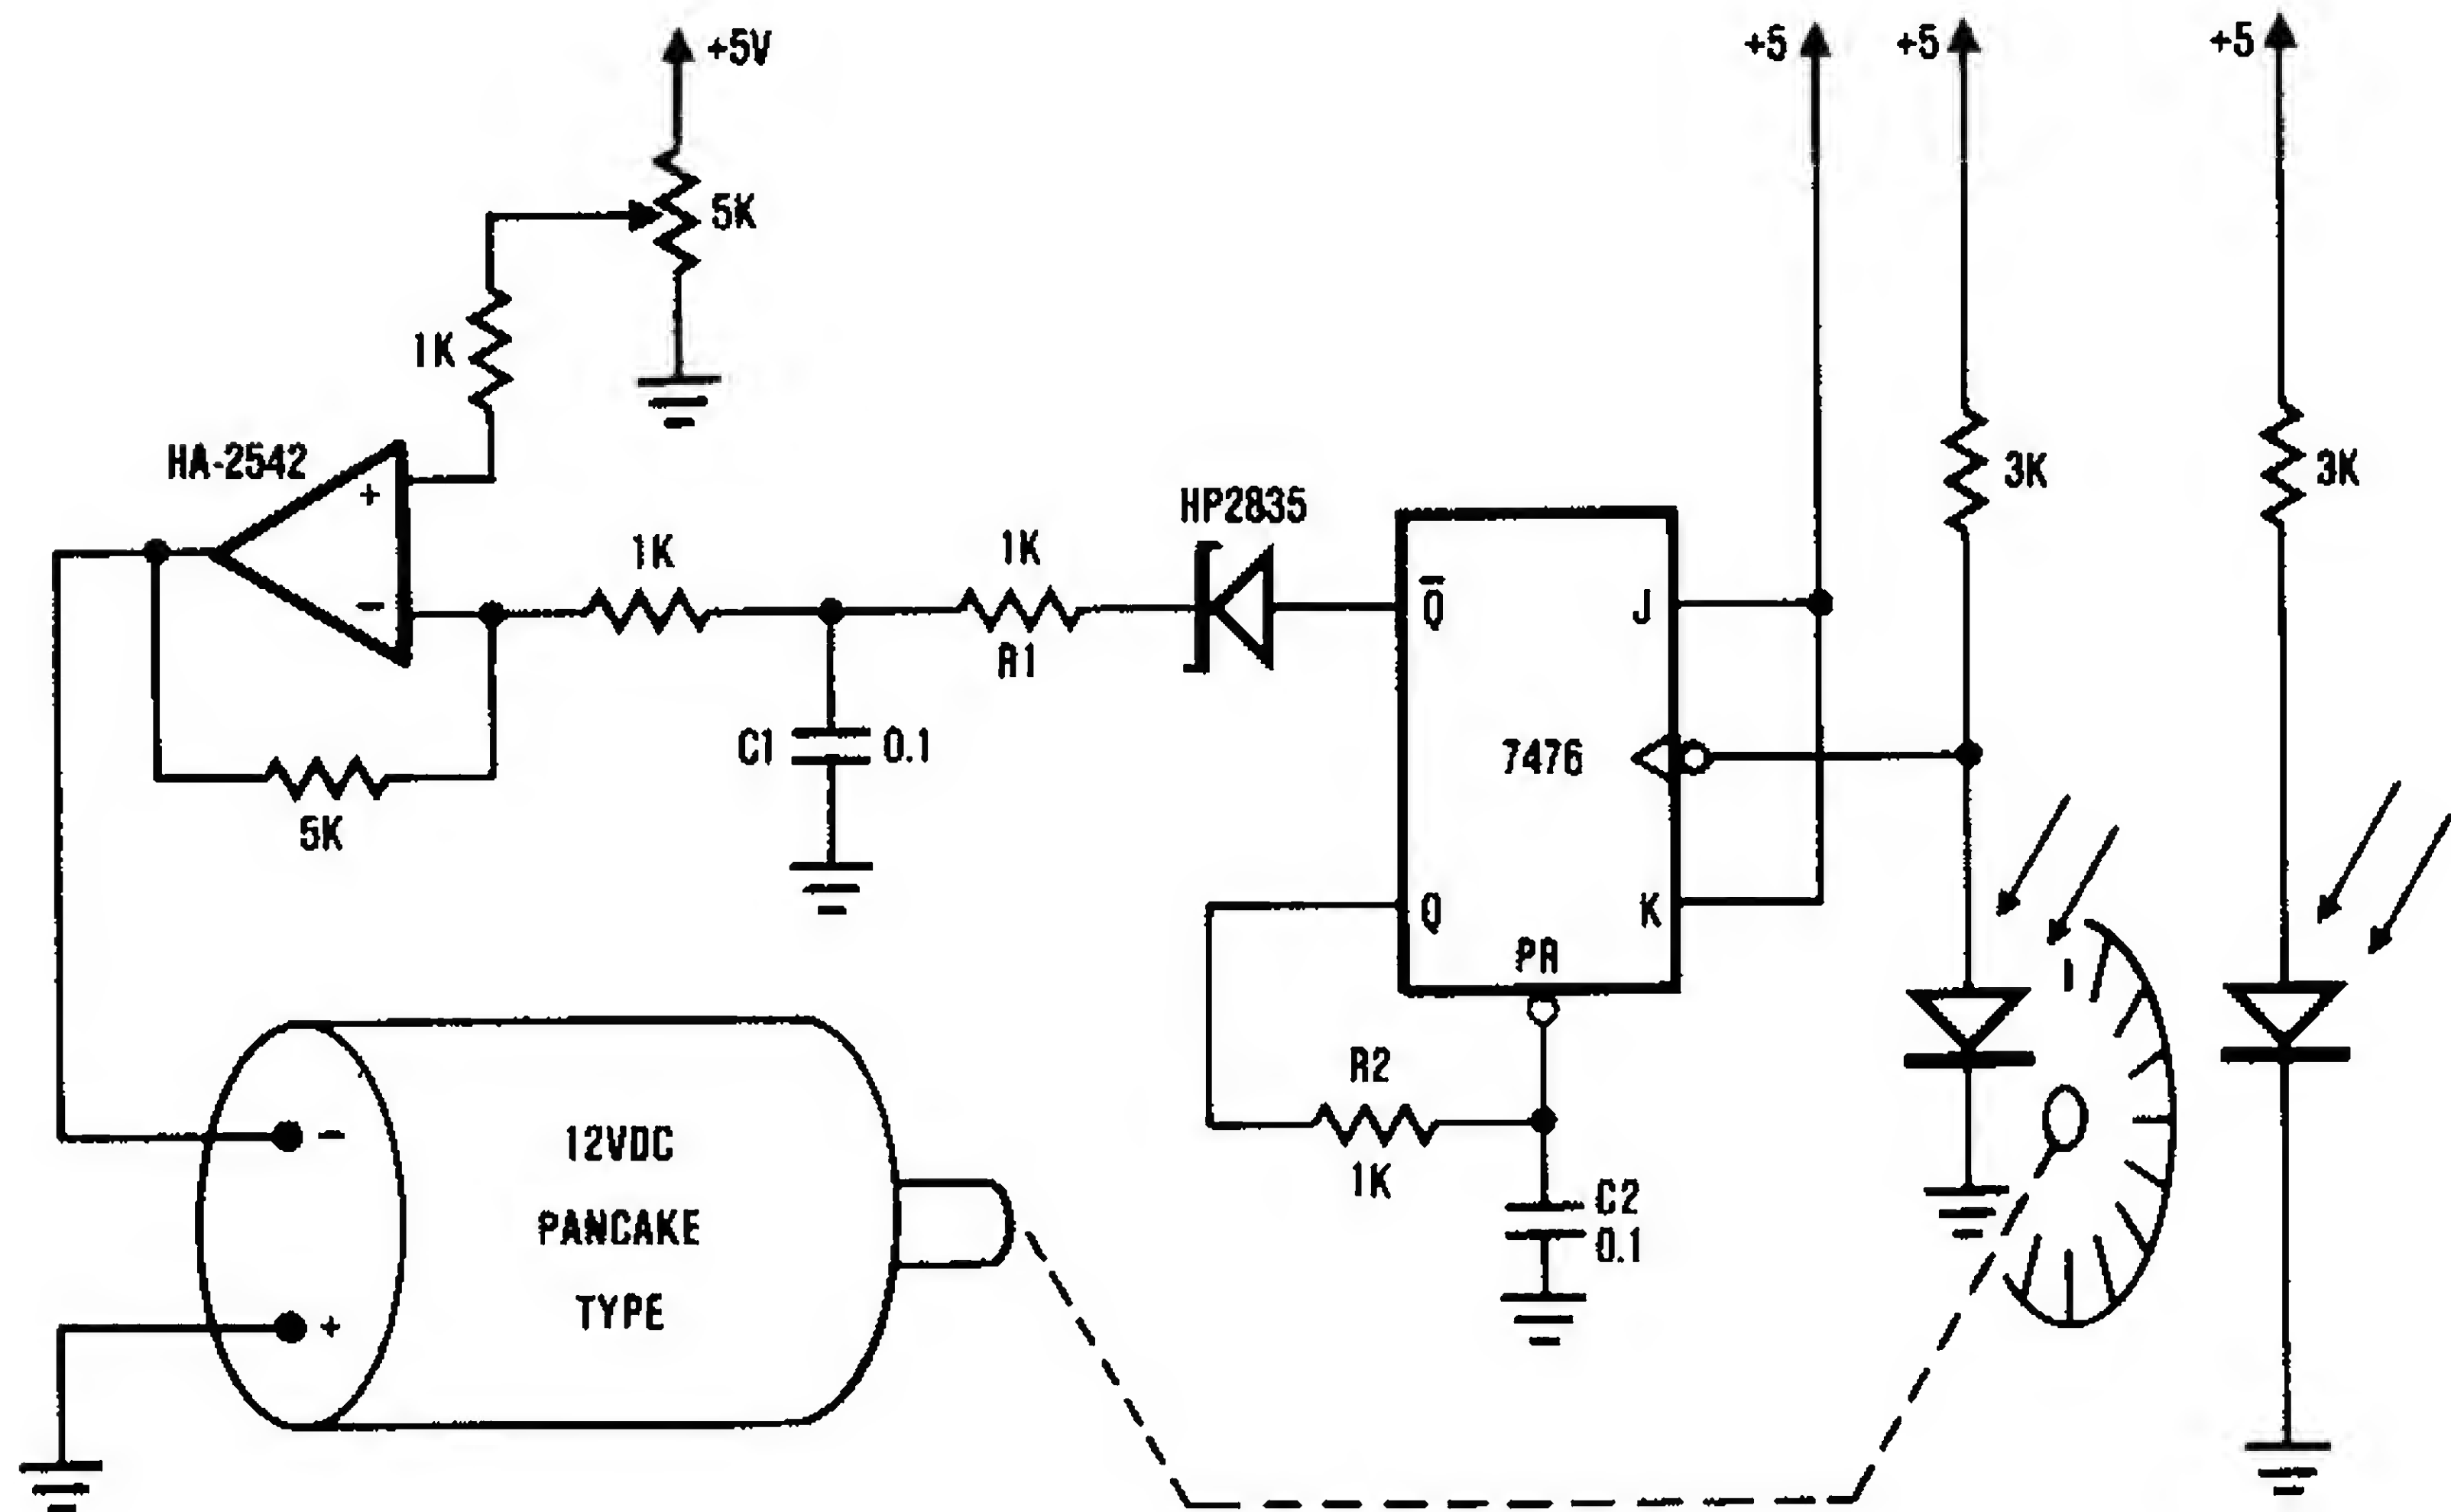 +5V
+5
+5
+5
5K
1K
HA-2542
+
−
1K
1K
R1
HP2835
3K
3K
Q̅
J
7476
C1
0.1
5K
Q
K
PR
R2
1K
C2
0.1
−
12VDC
PANCAKE
TYPE
+